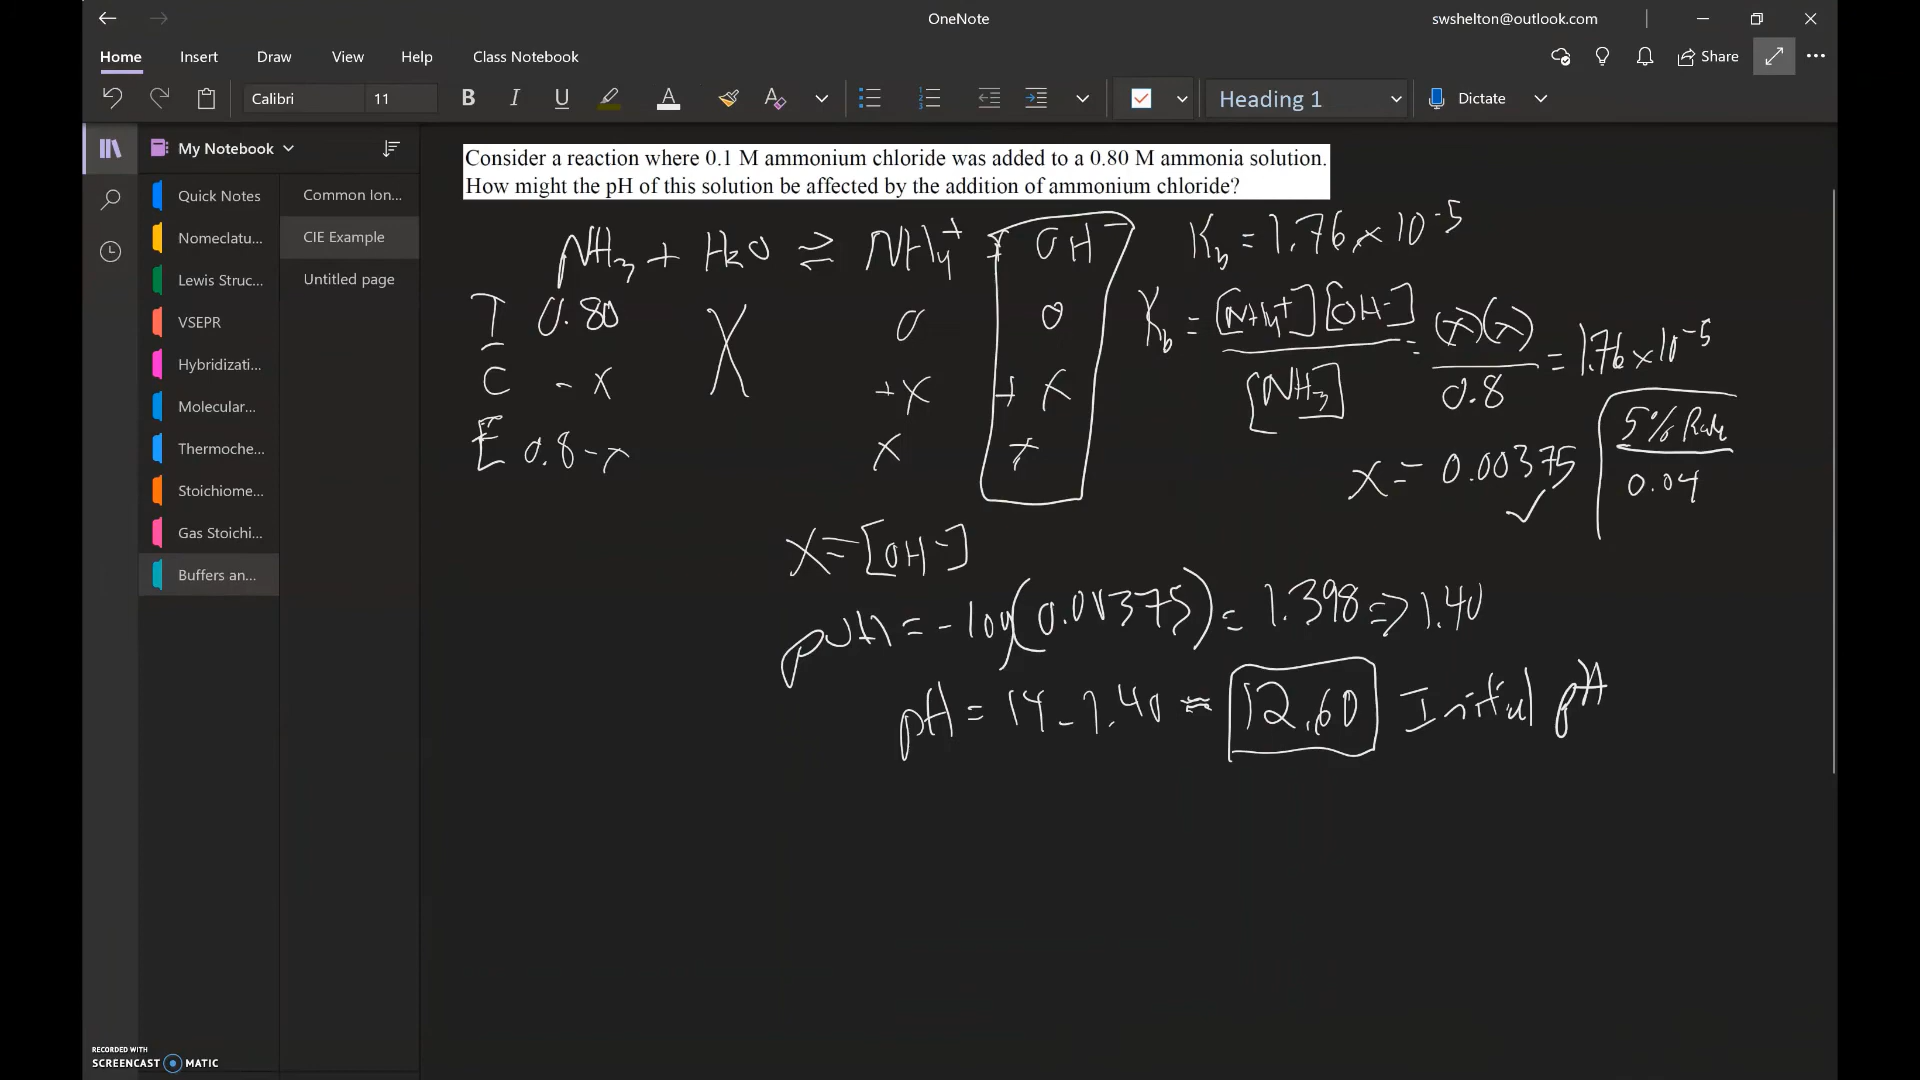 OneNote
swshelton@outlook.com
Home Insert Draw View Help Class Notebook
Share
Calibri 11 B I U A A Heading 1 Dictate
My Notebook
Quick Notes
Nomeclatu...
Lewis Struc...
VSEPR
Hybridizati...
Molecular...
Thermoche...
Stoichiome...
Gas Stoichi...
Buffers an...
Common Ion...
CIE Example
Untitled page
Consider a reaction where 0.1 M ammonium chloride was added to a 0.80 M ammonia solution.
How might the pH of this solution be affected by the addition of ammonium chloride?
NH3 + H2O ⇌ NH4+ + OH-
I 0.80 X 0 0
C - x +x + x
E 0.8 - x x x
Kb = 1.76 x 10-5
Kb = [NH4+][OH-] / [NH3] = (x)(x) / 0.8 = 1.76 x 10-5
x = 0.00375 ✓
5% Rule
0.04
X = [OH-]
pOH = -log(0.00375) = 1.398 => 1.40
pH = 14 - 1.40 = 12.60 Initial pH
RECORDED WITH
SCREENCAST MATIC